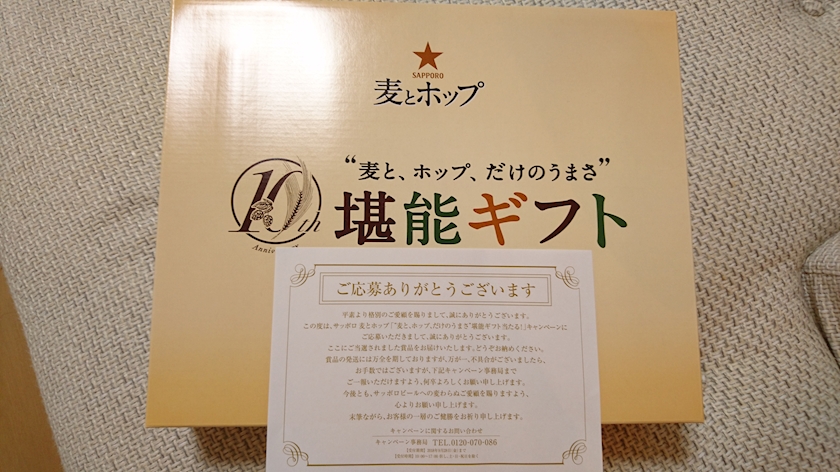 SAPPORO
麦とホップ
"麦と、ホップ、だけのうまさ"
10th
堪能ギフト
ご応募ありがとうございます
平素より格別のご愛顧を賜りまして、誠にありがとうございます。
この度は、サッポロ 麦とホップ「"麦と、ホップ、だけのうまさ"堪能ギフト当たる!」キャンペーンに
ご応募いただきまして、誠にありがとうございます。
ここにご当選されました賞品をお届けいたします。どうぞお納めください。
賞品の発送には万全を期しておりますが、万が一、不具合がございましたら、
お手数ではございますが、下記キャンペーン事務局まで
ご一報いただけますよう、何卒よろしくお願い申し上げます。
今後とも、サッポロビールへの変わらぬご愛顧を賜りますよう、
心よりお願い申し上げます。
末筆ながら、お客様の一層のご健勝をお祈り申し上げます。
キャンペーンに関するお問い合わせ
キャンペーン事務局 TEL.0120-070-086